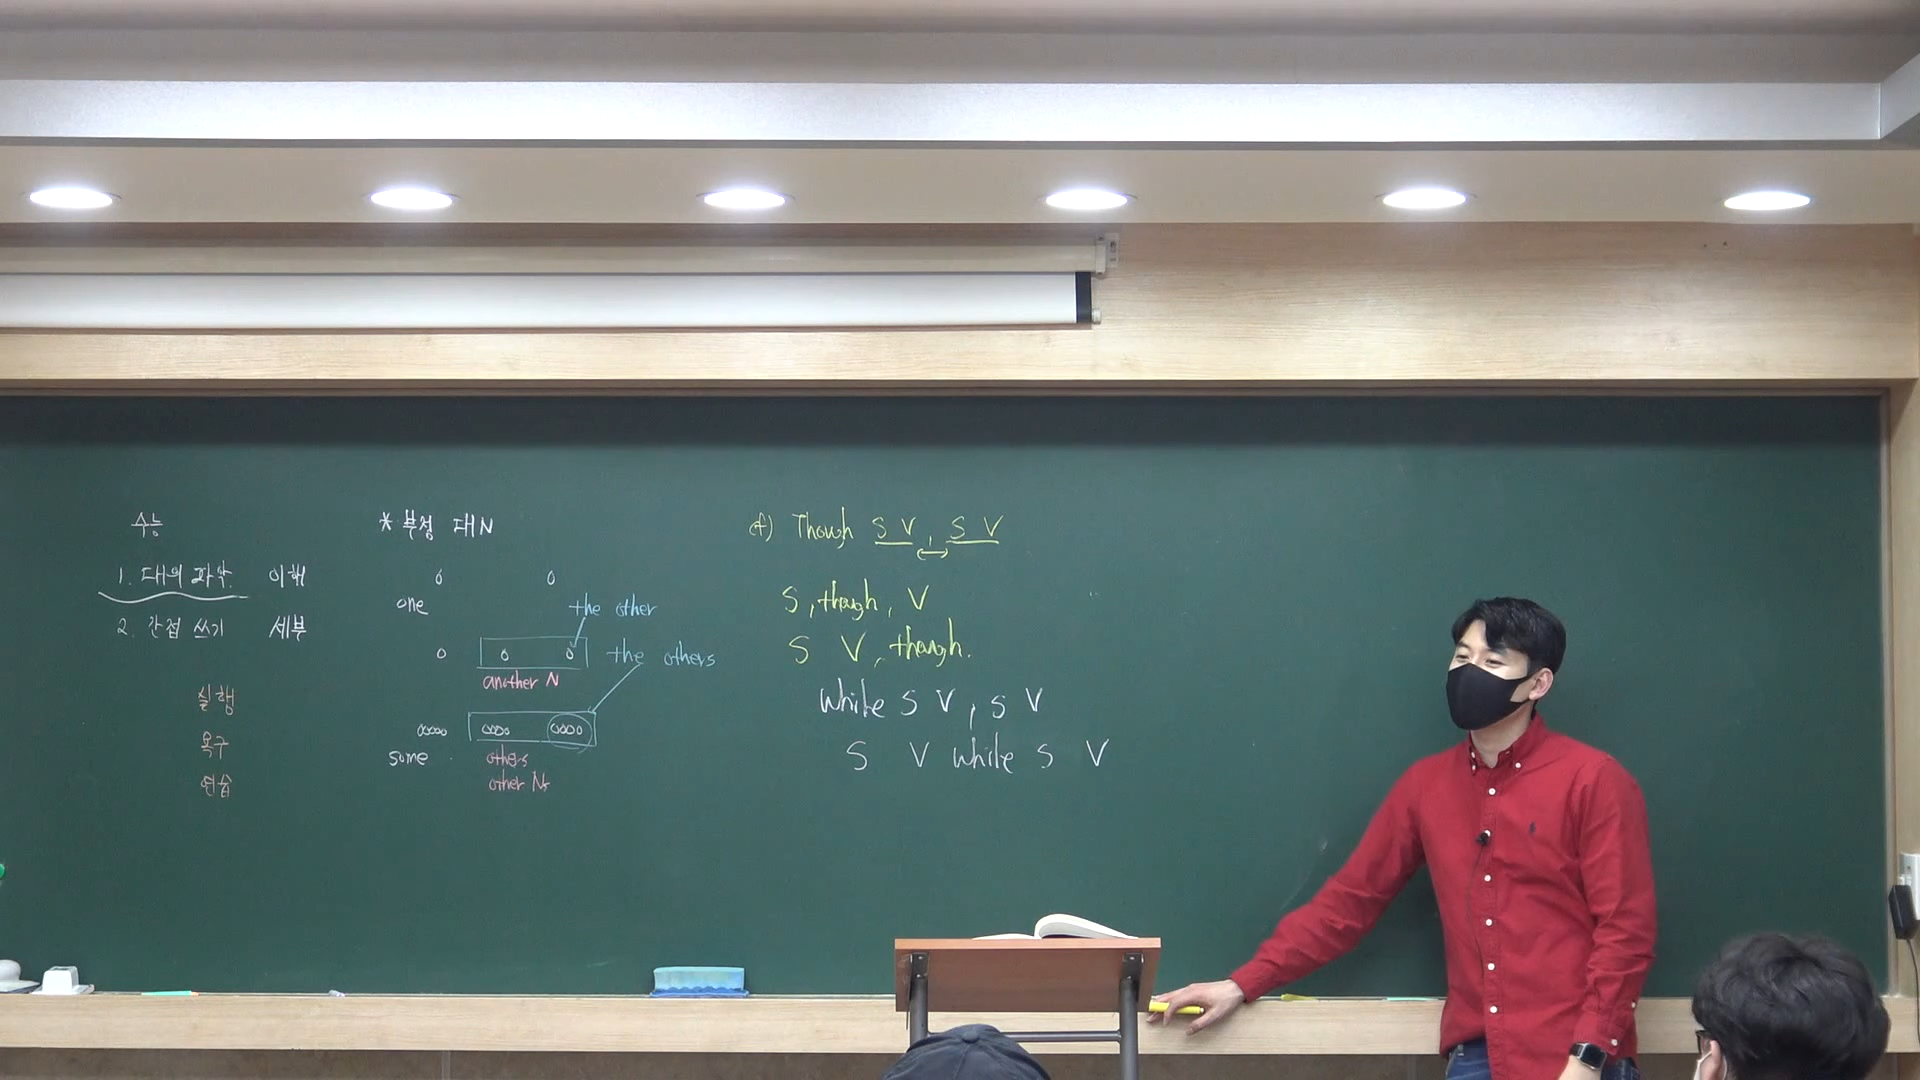 수능
1. 대의 파악 이해
2. 간접 쓰기 세부
실행
욕구
연습
* 부정 대N
one
the other
the others
another N
some
others
other Ns
cf) Though S V, S V
S, though, V
S V, though.
While S V, S V
S V while S V